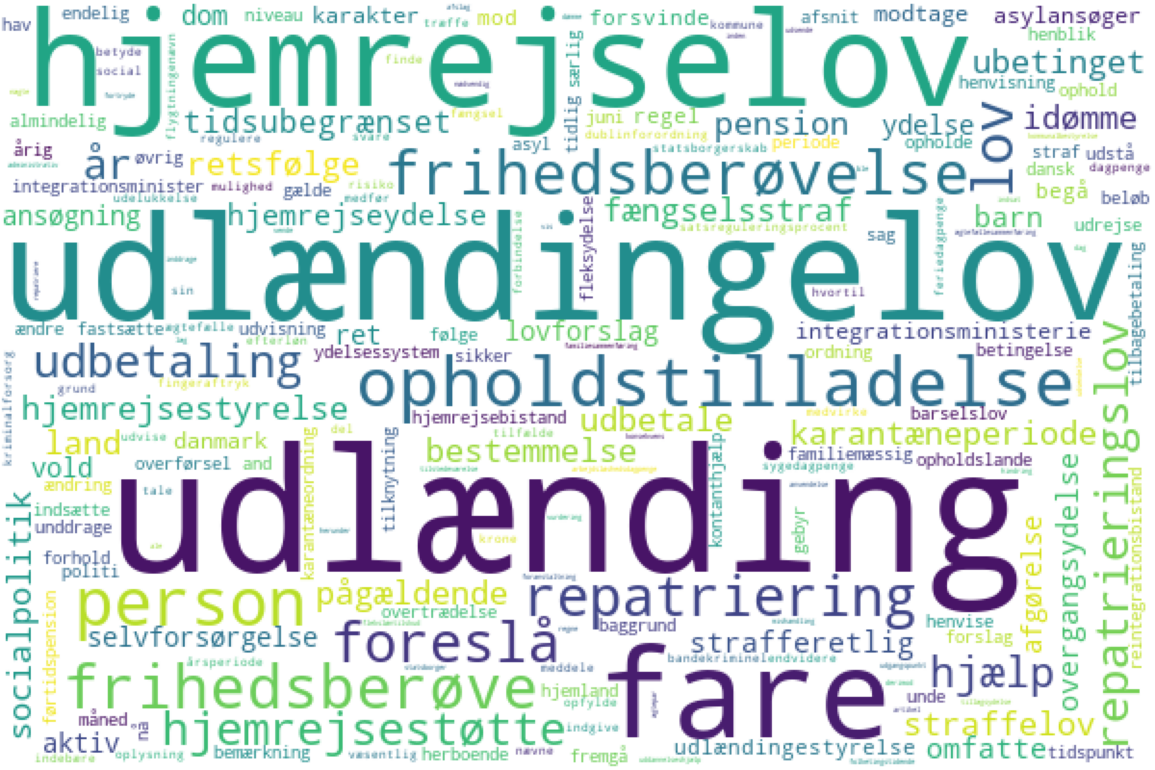 hav endelig dom niveau karakter mod forsvinde afsnit modtage asylansøger
træffe kommune henblik
betyde social hjemrejselov finde ubetinget
henvisning ophold
flygtningenævn særlig tidlig
almindelig tidsubegrænset fængsel juni regel pension ydelse lov idømme
regulere svare dublinforordning periode opholde
årig år øvrig retsfølge asyl statsborgerskab straf udstå
frihedsberøvelse dansk dagpenge
integrationsminister mulighed gælde risiko medfør begå beløb
udelukkelse
ansøgning hjemrejseydelse fængselsstraf barn udrejse
satsreguleringsprocent sag
forbindelse fleksydelse feriedagpenge
udlændingelov
sin hvortil tilbagebetaling
ændre fastsætte ægtefælle udvisning ret følge lovforslag integrationsministerie
efterløn
udbetaling ydelsessystem sikker ordning betingelse
grund fingeraftryk opholdstilladelse
kriminalforsorg
hjemrejsestyrelse hjemrejsebistand udbetale medvirke barselslov
land udvise danmark del tilfælde karantæneperiode
vold overførsel and bestemmelse familiemæssig opholdslande
sygedagpenge
ændring tale karantæneordning tilknytning kontanthjælp repatrieringslov
indsætte udlænding gebyr
unddrage krone
forhold
politi
socialpolitik overgangsydelse reintegrationsbistand
førtidspension person pågældende repatriering afgørelse
overtrædelse baggrund henvise
selvforsørgelse foreslå strafferetlig forslag
årsperiode meddele bandekriminel endvidere hjælp
frihedsberøve hjemland fare unde
opfylde
måned nå hjemrejsestøtte indgive straffelov
aktiv oplysning bemærkning herboende nævne udlændingestyrelse omfatte tidspunkt
indebære væsentlig fremgå